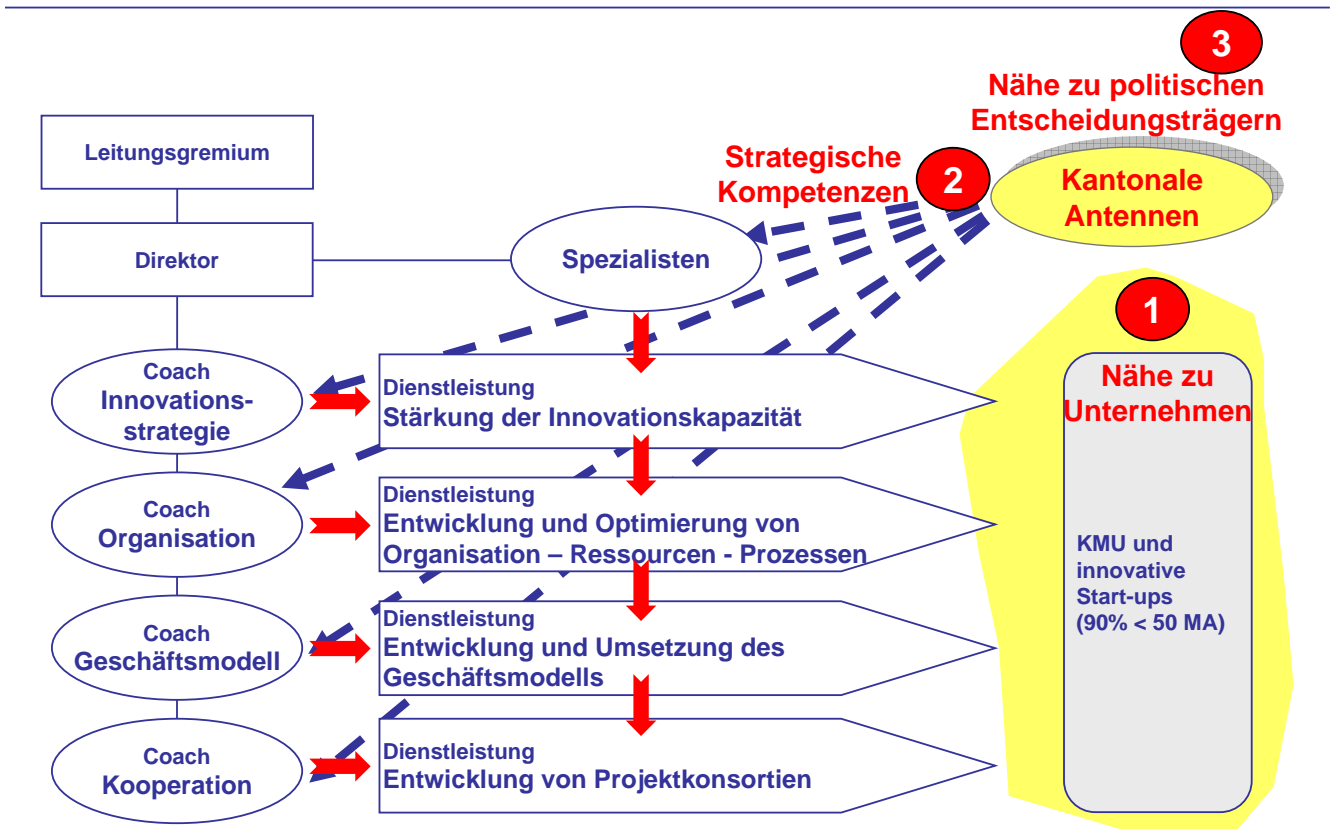 3
Nähe zu politischen
Entscheidungsträgern
Leitungsgremium
Strategische
Kompetenzen
2
Kantonale
Antennen
Direktor
Spezialisten
1
Nähe zu
Unternehmen
KMU und
innovative
Start-ups
(90% < 50 MA)
Coach
Innovations-
strategie
Dienstleistung
Stärkung der Innovationskapazität
Coach
Organisation
Dienstleistung
Entwicklung und Optimierung von
Organisation – Ressourcen - Prozessen
Coach
Geschäftsmodell
Dienstleistung
Entwicklung und Umsetzung des
Geschäftsmodells
Coach
Kooperation
Dienstleistung
Entwicklung von Projektkonsortien